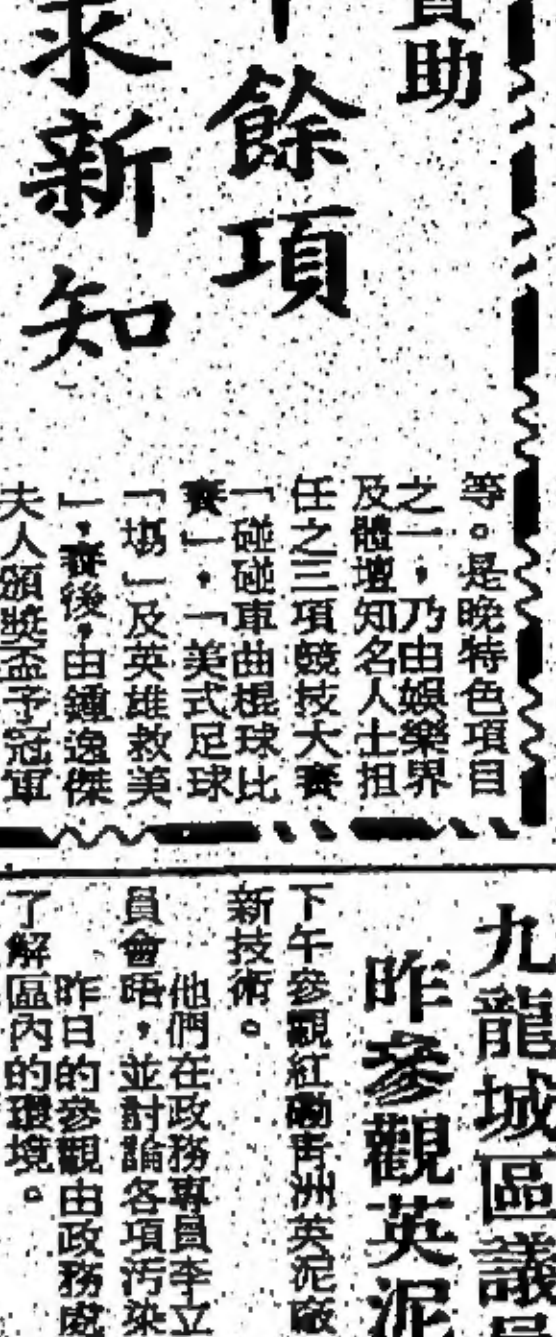 資助
餘項
求新知
等。是晚特色項目
之一,乃由娛樂界
及體壇知名人士担
任之三項競技大賽
「碰碰車曲棍球比
賽」,「美式足球
「場」及英雄救美
」,賽後,由鍾逸傑
夫人頒獎盃予冠軍
九龍城區議員
昨參觀英泥
下午參觀紅磡青洲英泥廠
新技術。
他們在政務專員李立
員會晤,並討論各項汚染
昨日的參觀由政務處
了解區內的環境。